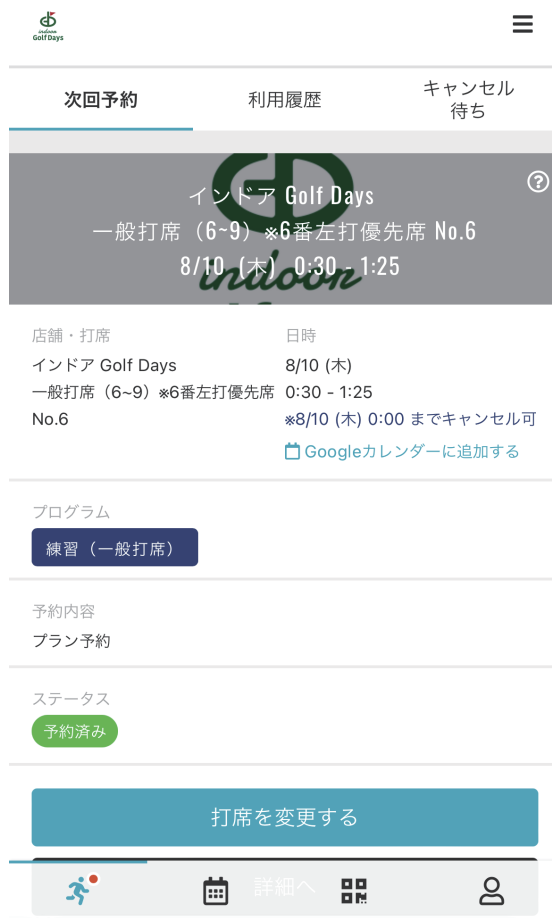 indoor
Golf Days
次回予約
利用履歴
キャンセル
待ち
インドア Golf Days
一般打席（6~9）※6番左打優先席 No.6
8/10 (木) 0:30 - 1:25
indoor
店舗・打席
インドア Golf Days
一般打席（6~9）※6番左打優先席
No.6
日時
8/10 (木)
0:30 - 1:25
※8/10 (木) 0:00 までキャンセル可
Googleカレンダーに追加する
プログラム
練習（一般打席）
予約内容
プラン予約
ステータス
予約済み
打席を変更する
詳細へ